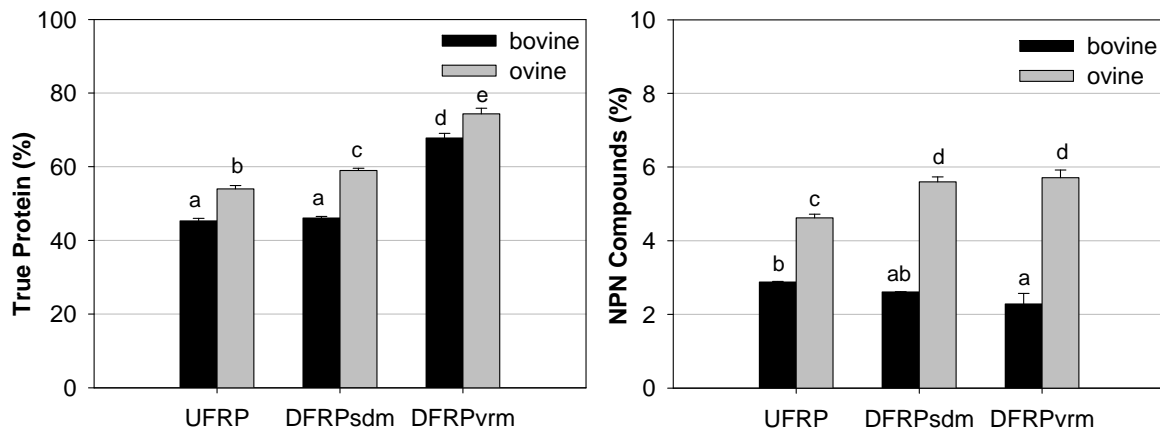 True Protein (%)
100
80
60
40
20
0
bovine
ovine
a
b
a
c
d
e
UFRP
DFRPsdm
DFRPvrm
NPN Compounds (%)
10
8
6
4
2
0
bovine
ovine
b
c
ab
d
a
d
UFRP
DFRPsdm
DFRPvrm